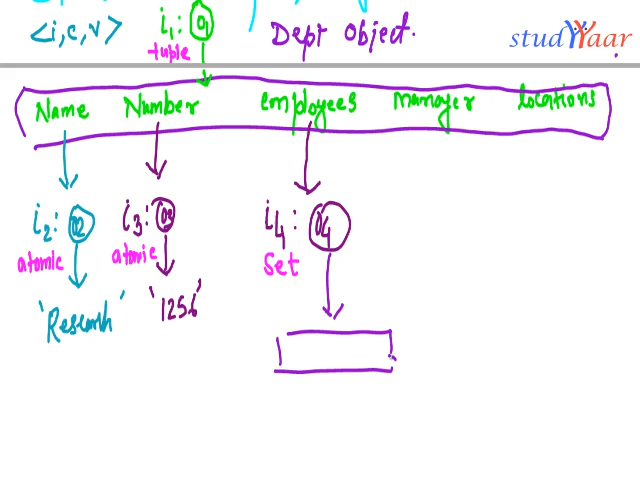 <i, c, v> i1: O1 Dept Object.
tuple
studYYaar
Name Number employees manager locations
i2: O2 i3: O3 i4: O4
atomic atomic Set
'Research' '1256'